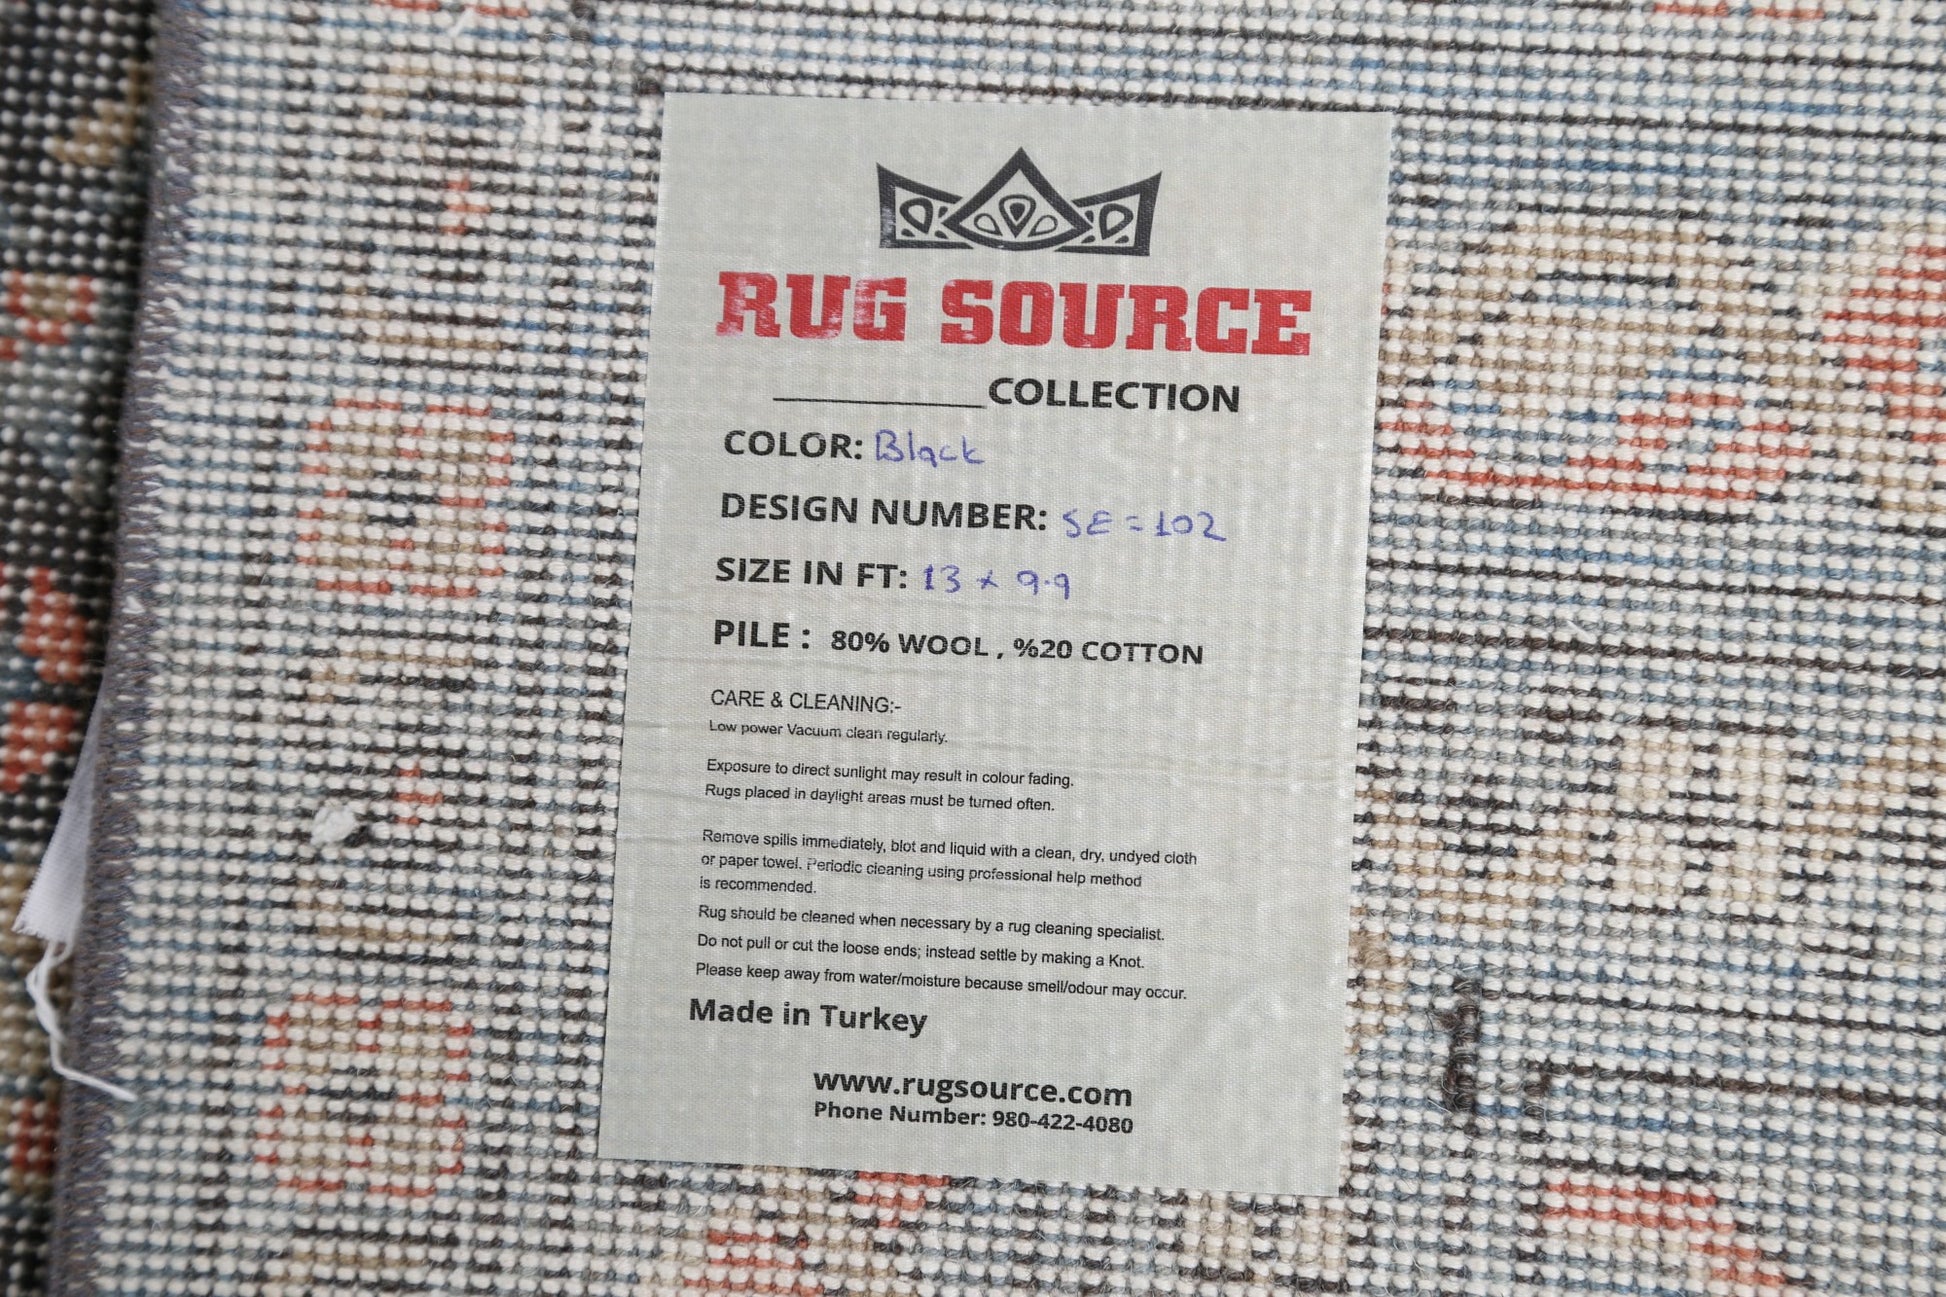 RUG SOURCE
__________COLLECTION
COLOR: Black
DESIGN NUMBER: SE=102
SIZE IN FT: 13 x 9.9
PILE : 80% WOOL , %20 COTTON
CARE & CLEANING:-
Low power Vacuum clean regularly.
Exposure to direct sunlight may result in colour fading.
Rugs placed in daylight areas must be turned often.
Remove spills immediately, blot and liquid with a clean, dry, undyed cloth
or paper towel. Periodic cleaning using professional help method
is recommended.
Rug should be cleaned when necessary by a rug cleaning specialist.
Do not pull or cut the loose ends; instead settle by making a Knot.
Please keep away from water/moisture because smell/odour may occur.
Made in Turkey
www.rugsource.com
Phone Number: 980-422-4080